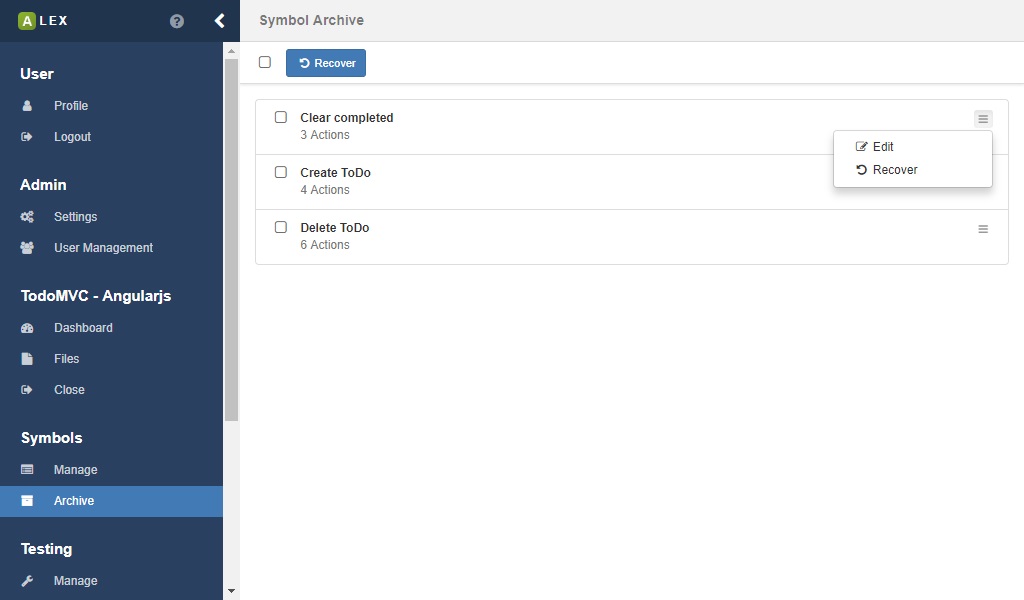 ALEX
Symbol Archive
Recover
User
Profile
Logout
Admin
Settings
User Management
TodoMVC - Angularjs
Dashboard
Files
Close
Symbols
Manage
Archive
Testing
Manage
Clear completed
3 Actions
Edit
Recover
Create ToDo
4 Actions
Delete ToDo
6 Actions